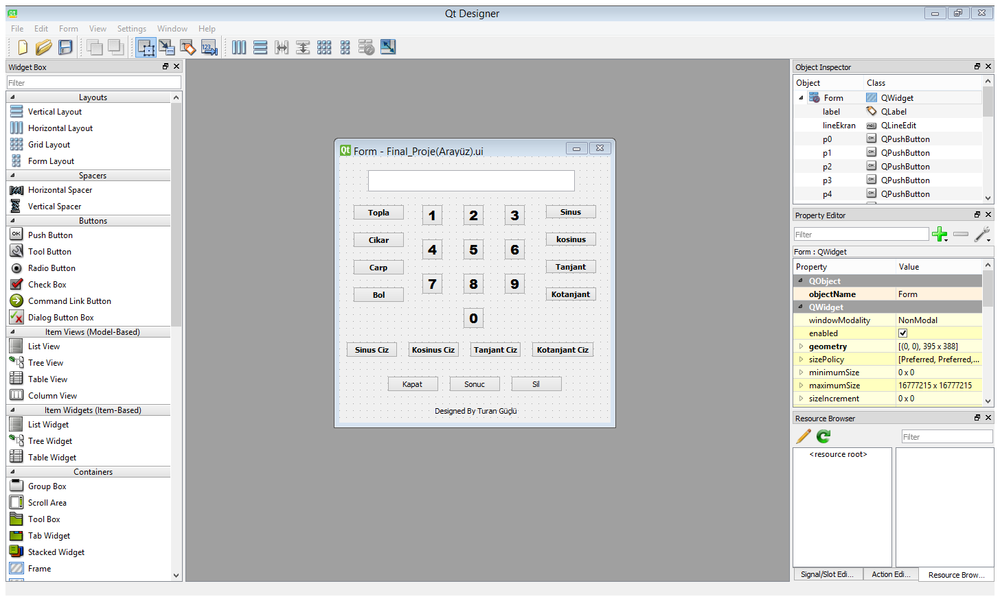 Qt Designer
File Edit Form View Settings Window Help
Widget Box
Filter
Layouts
Vertical Layout
Horizontal Layout
Grid Layout
Form Layout
Spacers
Horizontal Spacer
Vertical Spacer
Buttons
Push Button
Tool Button
Radio Button
Check Box
Command Link Button
Dialog Button Box
Item Views (Model-Based)
List View
Tree View
Table View
Column View
Item Widgets (Item-Based)
List Widget
Tree Widget
Table Widget
Containers
Group Box
Scroll Area
Tool Box
Tab Widget
Stacked Widget
Frame
Form - Final_Proje(Arayüz).ui
Topla 1 2 3 Sinus
Cikar 4 5 6 kosinus
Carp Tanjant
Bol 7 8 9 Kotanjant
0
Sinus Ciz Kosinus Ciz Tanjant Ciz Kotanjant Ciz
Kapat Sonuc Sil
Designed By Turan Güçlü
Object Inspector
Object Class
Form QWidget
label QLabel
lineEkran QLineEdit
p0 QPushButton
p1 QPushButton
p2 QPushButton
p3 QPushButton
p4 QPushButton
Property Editor
Filter
Form : QWidget
Property Value
QObject
objectName Form
QWidget
windowModality NonModal
enabled
geometry [(0, 0), 395 x 388]
sizePolicy [Preferred, Preferred,...
minimumSize 0 x 0
maximumSize 16777215 x 16777215
sizeIncrement 0 x 0
Resource Browser
Filter
<resource root>
Signal/Slot Edi... Action Edi... Resource Brow...